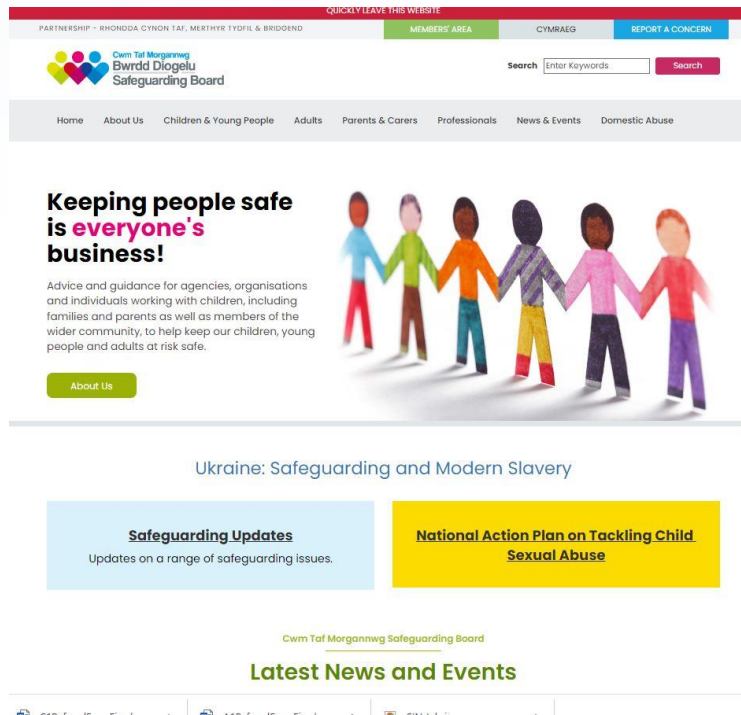 QUICKLY LEAVE THIS WEBSITE
PARTNERSHIP - RHONDDA CYNON TAF, MERTHYR TYDFIL & BRIDGEND
MEMBERS' AREA
CYMRAEG
REPORT A CONCERN
Cwm Taf Morgannwg
Bwrdd Diogelu
Safeguarding Board
Search Enter Keywords Search
Home About Us Children & Young People Adults Parents & Carers Professionals News & Events Domestic Abuse
Keeping people safe
is everyone's
business!
Advice and guidance for agencies, organisations
and individuals working with children, including
families and parents as well as members of the
wider community, to help keep our children, young
people and adults at risk safe.
About Us
Ukraine: Safeguarding and Modern Slavery
Safeguarding Updates
Updates on a range of safeguarding issues.
National Action Plan on Tackling Child
Sexual Abuse
Cwm Taf Morgannwg Safeguarding Board
Latest News and Events